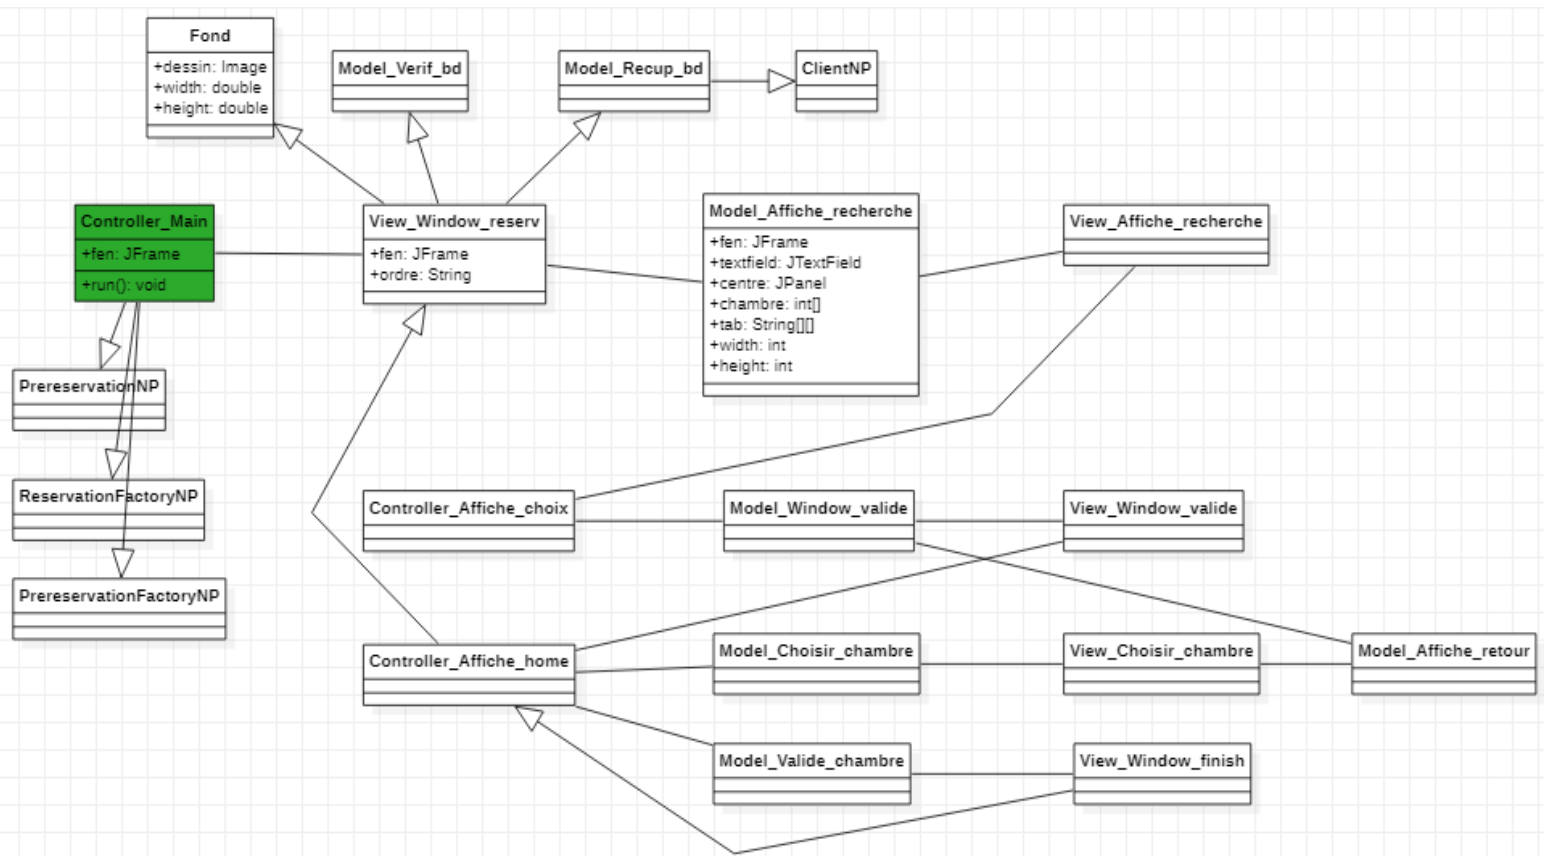 Fond
+dessin: Image
+width: double
+height: double
Model_Verif_bd
Model_Recup_bd
ClientNP
Controller_Main
+fen: JFrame
+run(): void
View_Window_reserv
+fen: JFrame
+ordre: String
Model_Affiche_recherche
+fen: JFrame
+textfield: JTextField
+centre: JPanel
+chambre: int[]
+tab: String[][]
+width: int
+height: int
View_Affiche_recherche
PrereservationNP
ReservationFactoryNP
PrereservationFactoryNP
Controller_Affiche_choix
Model_Window_valide
View_Window_valide
Controller_Affiche_home
Model_Choisir_chambre
View_Choisir_chambre
Model_Affiche_retour
Model_Valide_chambre
View_Window_finish